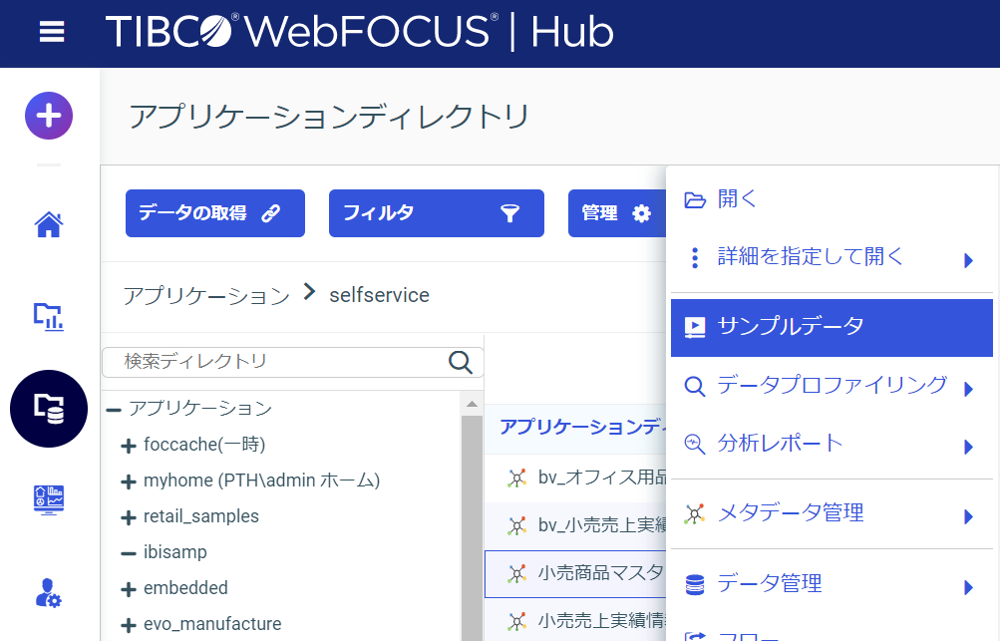 TIBCO® WebFOCUS® | Hub
アプリケーションディレクトリ
データの取得
フィルタ
管理
アプリケーション > selfservice
検索ディレクトリ
アプリケーション
foccache(一時)
myhome (PTH\admin ホーム)
retail_samples
ibisamp
embedded
evo_manufacture
アプリケーションディ
bv_オフィス用品
bv_小売売上実績
小売商品マスタ
小売売上実績情
開く
詳細を指定して開く
サンプルデータ
データプロファイリング
分析レポート
メタデータ管理
データ管理
フロー